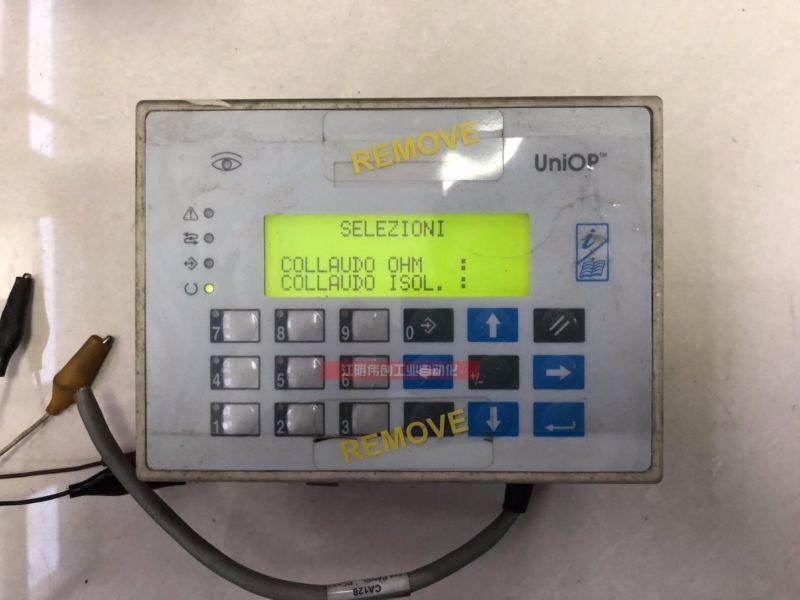 REMOVE
UniOP™
SELEZIONI
COLLAUDO OHM :
COLLAUDO ISOL. :
7
8
9
0
江阴伟创工业自动化
4
5
6
+/-
1
2
3
REMOVE
CA128